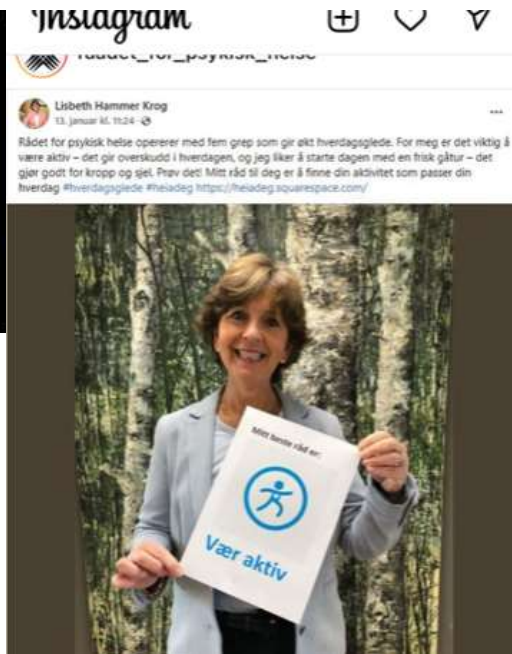 Instagram
raadet_for_psykisk_helse
Lisbeth Hammer Krog
13. januar kl. 11:24 ·
Rådet for psykisk helse opererer med fem grep som gir økt hverdagsglede. For meg er det viktig å
være aktiv – det gir overskudd i hverdagen, og jeg liker å starte dagen med en frisk gåtur – det
gjør godt for kropp og sjel. Prøv det! Mitt råd til deg er å finne din aktivitet som passer din
hverdag #hverdagsglede #heiadeg https://heiadeg.squarespace.com/
Mitt beste råd er:
Vær aktiv